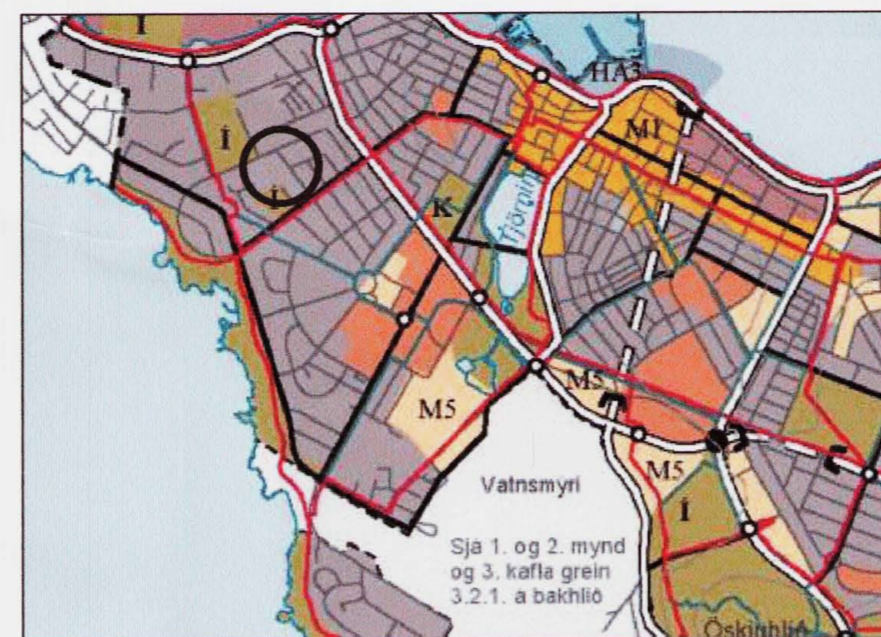 Í
HA3
M1
Í
Í
K
Tjörnin
M5
M5
M5
Í
Vatnsmýri
Sjá 1. og 2. mynd
og 3. kafla grein
3.2.1. á bakhlið
Öskjuhlíð